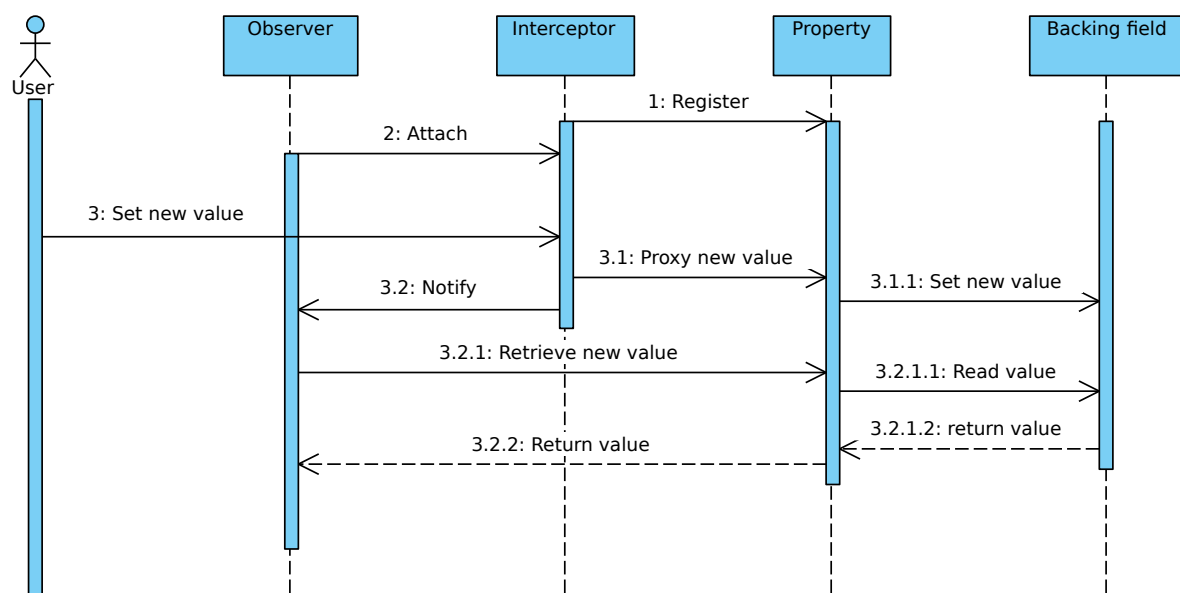 Observer
Interceptor
Property
Backing field
User
1: Register
2: Attach
3: Set new value
3.1: Proxy new value
3.1.1: Set new value
3.2: Notify
3.2.1: Retrieve new value
3.2.1.1: Read value
3.2.1.2: return value
3.2.2: Return value